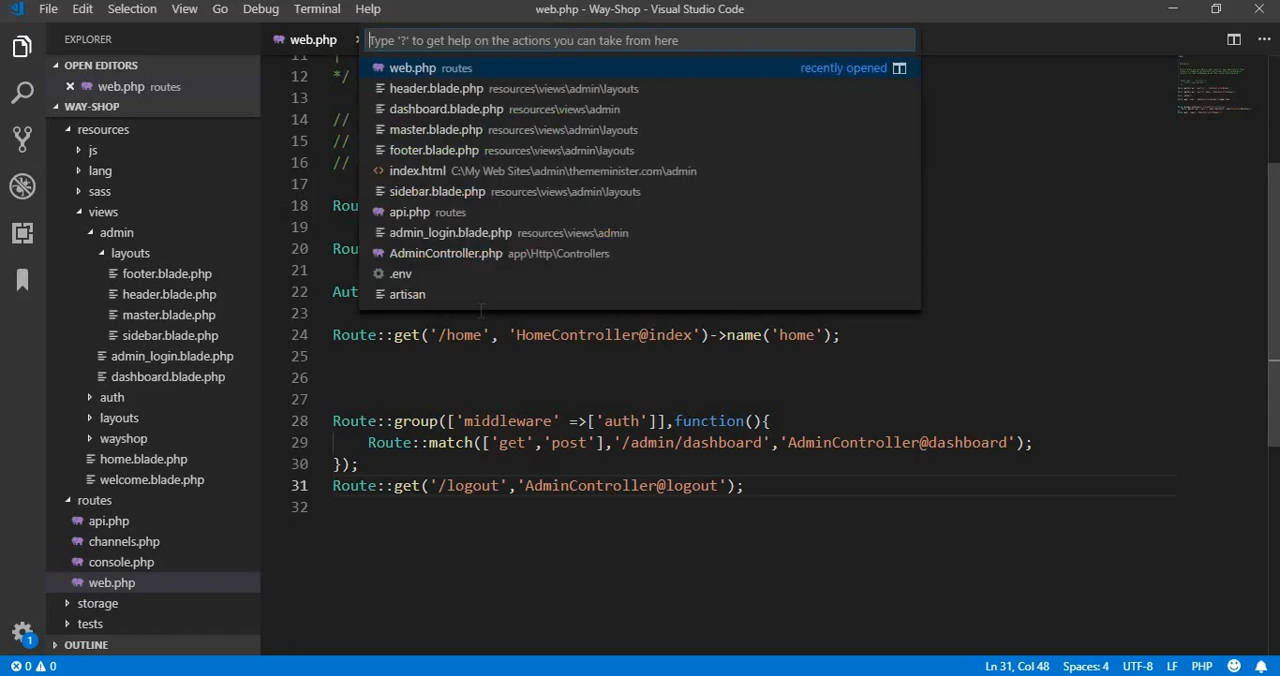 File Edit Selection View Go Debug Terminal Help
web.php - Way-Shop - Visual Studio Code
EXPLORER
OPEN EDITORS
web.php routes
WAY-SHOP
resources
js
lang
sass
views
admin
layouts
footer.blade.php
header.blade.php
master.blade.php
sidebar.blade.php
admin_login.blade.php
dashboard.blade.php
auth
layouts
wayshop
home.blade.php
welcome.blade.php
routes
api.php
channels.php
console.php
web.php
storage
tests
OUTLINE
web.php
Type '?' to get help on the actions you can take from here
web.php routes recently opened
header.blade.php resources\views\admin\layouts
dashboard.blade.php resources\views\admin
master.blade.php resources\views\admin\layouts
footer.blade.php resources\views\admin\layouts
index.html C:\My Web Sites\admin\thememinister.com\admin
sidebar.blade.php resources\views\admin\layouts
api.php routes
admin_login.blade.php resources\views\admin
AdminController.php app\Http\Controllers
.env
artisan
11 |
12 */
13
14 //
15 //
16 //
17
18 Rou
19
20 Rou
21
22 Aut
23
24 Route::get('/home', 'HomeController@index')->name('home');
25
26
27
28 Route::group(['middleware' =>['auth']],function(){
29 Route::match(['get','post'],'/admin/dashboard','AdminController@dashboard');
30 });
31 Route::get('/logout','AdminController@logout');
32
1
0 0
Ln 31, Col 48 Spaces: 4 UTF-8 LF PHP